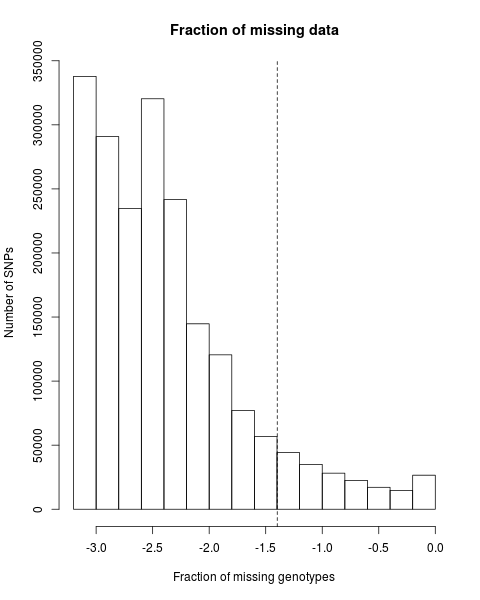 Fraction of missing data
350000
300000
250000
200000
150000
100000
50000
0
Number of SNPs
-3.0 -2.5 -2.0 -1.5 -1.0 -0.5 0.0
Fraction of missing genotypes